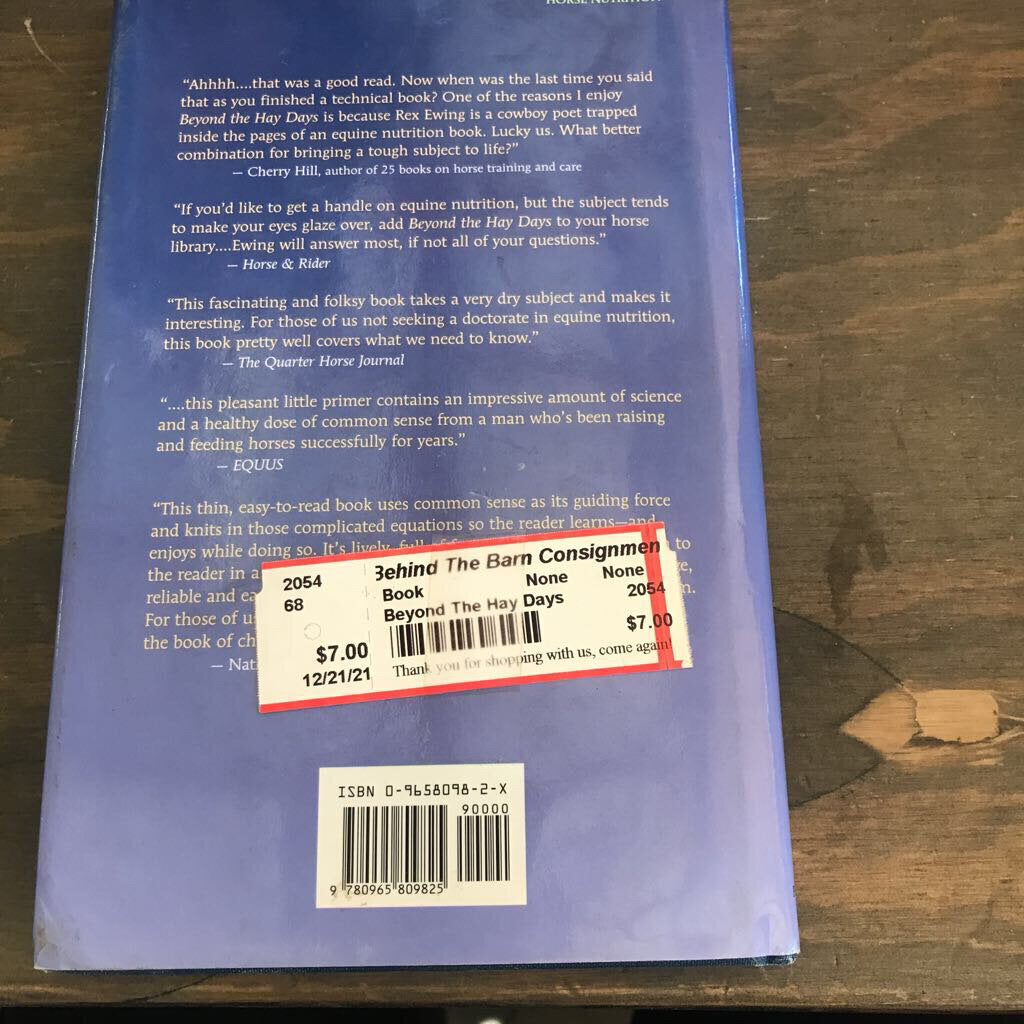 HORSE NUTRITION
“Ahhhh....that was a good read. Now when was the last time you said
that as you finished a technical book? One of the reasons I enjoy
Beyond the Hay Days is because Rex Ewing is a cowboy poet trapped
inside the pages of an equine nutrition book. Lucky us. What better
combination for bringing a tough subject to life?”
— Cherry Hill, author of 25 books on horse training and care
“If you’d like to get a handle on equine nutrition, but the subject tends
to make your eyes glaze over, add Beyond the Hay Days to your horse
library....Ewing will answer most, if not all of your questions.”
— Horse & Rider
“This fascinating and folksy book takes a very dry subject and makes it
interesting. For those of us not seeking a doctorate in equine nutrition,
this book pretty well covers what we need to know.”
— The Quarter Horse Journal
“....this pleasant little primer contains an impressive amount of science
and a healthy dose of common sense from a man who’s been raising
and feeding horses successfully for years.”
— EQUUS
“This thin, easy-to-read book uses common sense as its guiding force
and knits in those complicated equations so the reader learns—and
enjoys while doing so. It’s lively, full to
the reader in a
reliable and
For those of
the book of
2054
68
$7.00
12/21/21
Behind The Barn Consignmen
Book None None
Beyond The Hay Days 2054
$7.00
Thank you for shopping with us, come again!
ISBN 0-9658098-2-X
90000
9 780965 809825